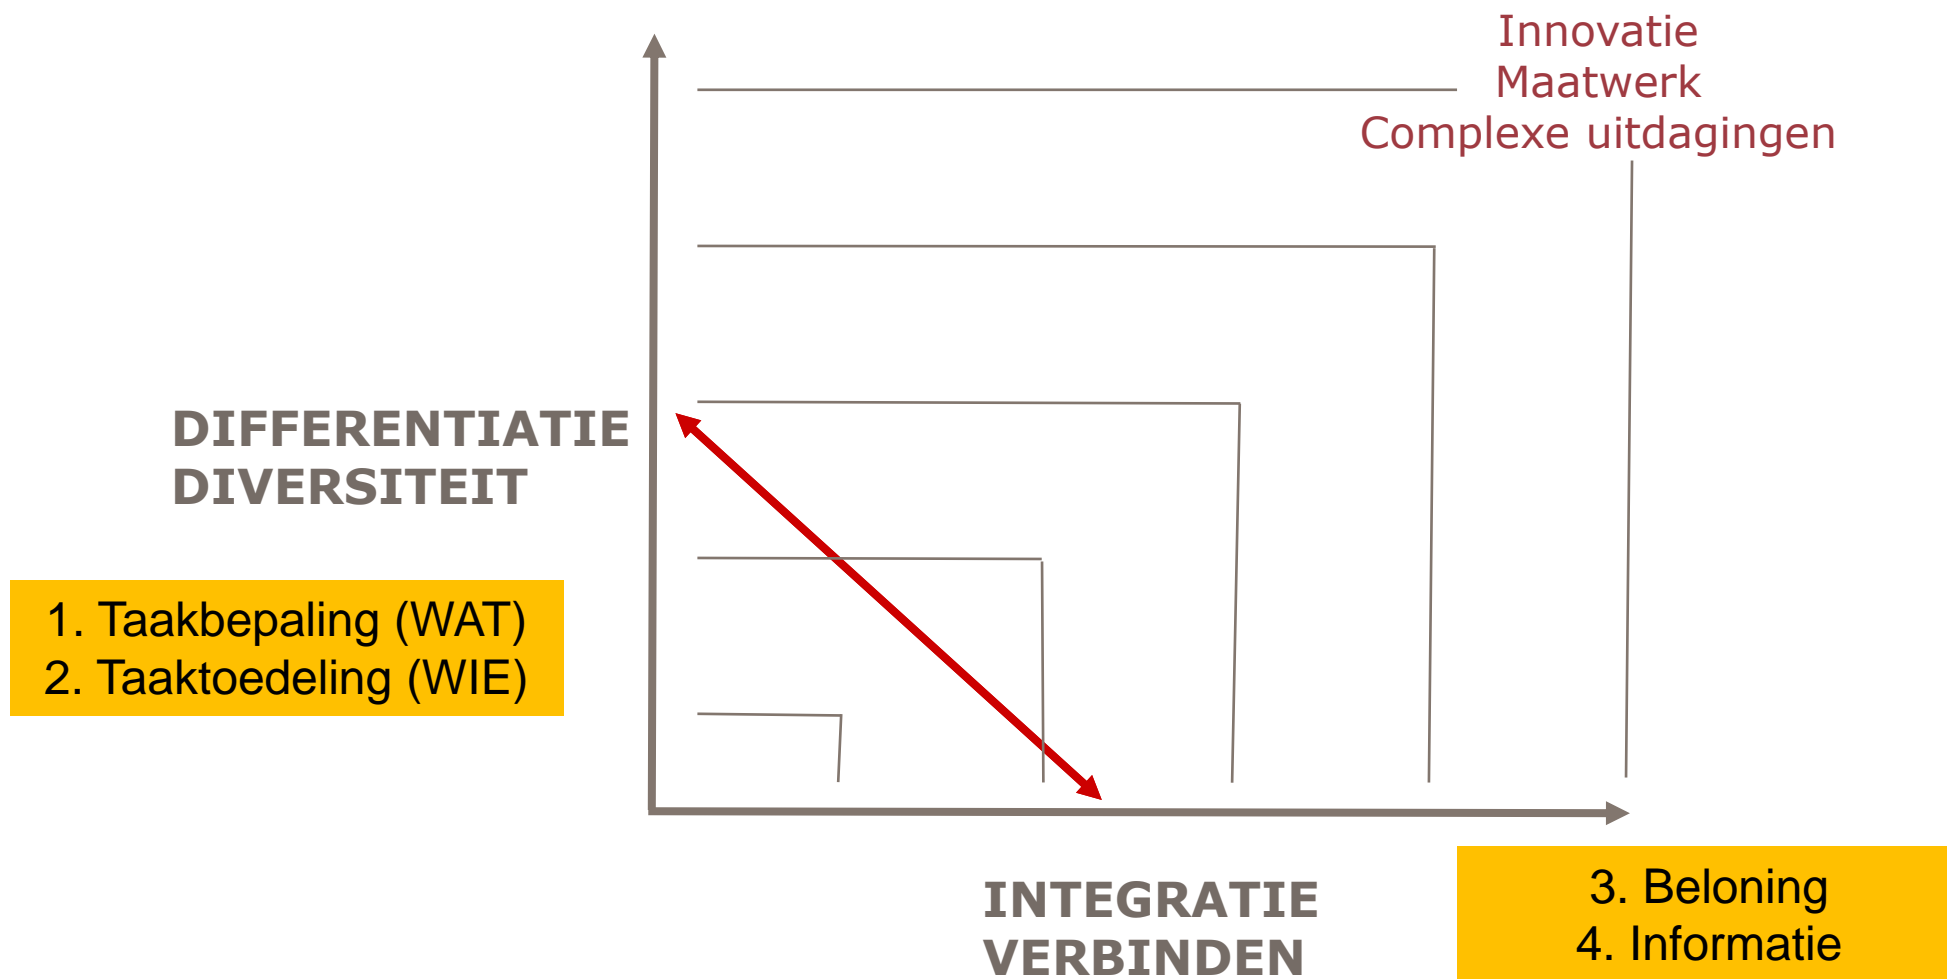 Innovatie
Maatwerk
Complexe uitdagingen
DIFFERENTIATIE
DIVERSITEIT
1. Taakbepaling (WAT)
2. Taaktoedeling (WIE)
INTEGRATIE
VERBINDEN
3. Beloning
4. Informatie